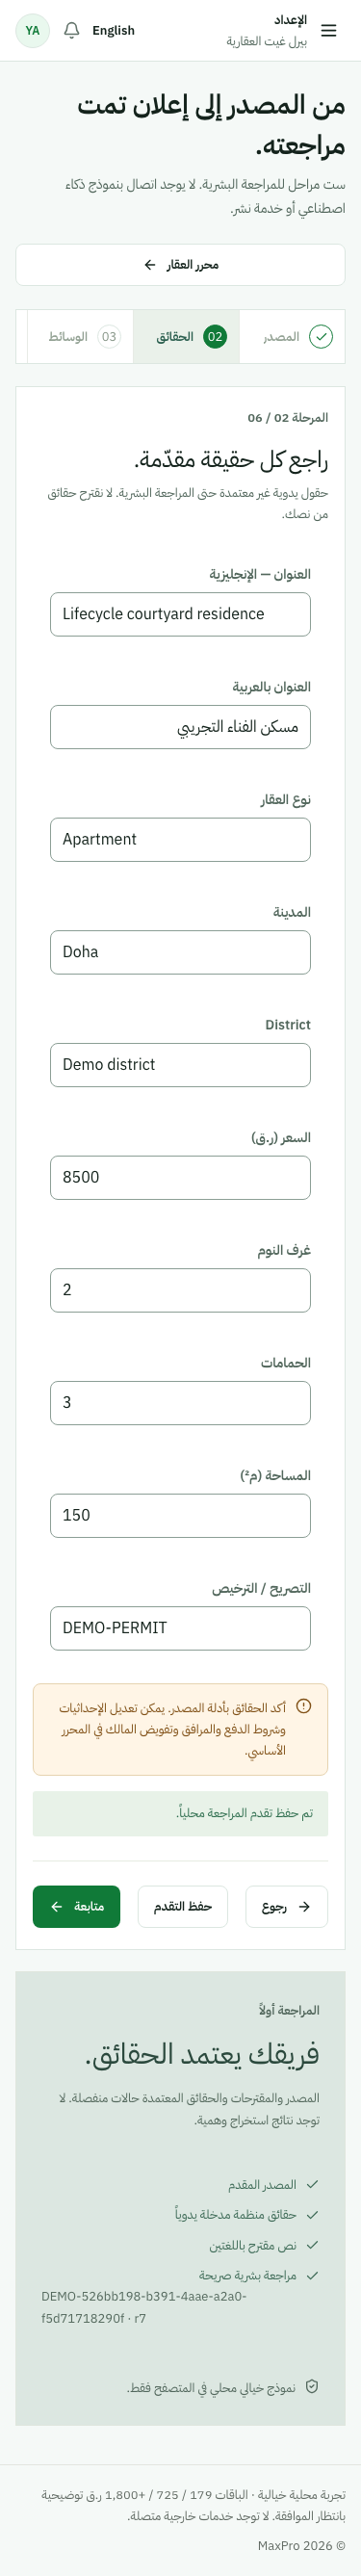 الإعداد
بيرل غيت العقارية
English
YA
من المصدر إلى إعلان تمت
مراجعته.
ست مراحل للمراجعة البشرية. لا يوجد اتصال بنموذج ذكاء
اصطناعي أو خدمة نشر.
محرر العقار
المصدر
02 الحقائق
03 الوسائط
المرحلة 02 / 06
راجع كل حقيقة مقدّمة.
حقول يدوية غير معتمدة حتى المراجعة البشرية. لا نقترح حقائق
من نصك.
العنوان — الإنجليزية
Lifecycle courtyard residence
العنوان بالعربية
مسكن الفناء التجريبي
نوع العقار
Apartment
المدينة
Doha
District
Demo district
السعر (ر.ق)
8500
غرف النوم
2
الحمامات
3
المساحة (م²)
150
التصريح / الترخيص
DEMO-PERMIT
أكد الحقائق بأدلة المصدر. يمكن تعديل الإحداثيات
وشروط الدفع والمرافق وتفويض المالك في المحرر
الأساسي.
تم حفظ تقدم المراجعة محلياً.
رجوع
حفظ التقدم
متابعة
المراجعة أولاً
فريقك يعتمد الحقائق.
المصدر والمقترحات والحقائق المعتمدة حالات منفصلة. لا
توجد نتائج استخراج وهمية.
المصدر المقدم
حقائق منظمة مدخلة يدوياً
نص مقترح باللغتين
مراجعة بشرية صريحة
DEMO-526bb198-b391-4aae-a2a0-
f5d71718290f · r7
نموذج خيالي محلي في المتصفح فقط.
تجربة محلية خيالية · الباقات 179 / 725 / +1,800 ر.ق توضيحية
بانتظار الموافقة. لا توجد خدمات خارجية متصلة.
© 2026 MaxPro